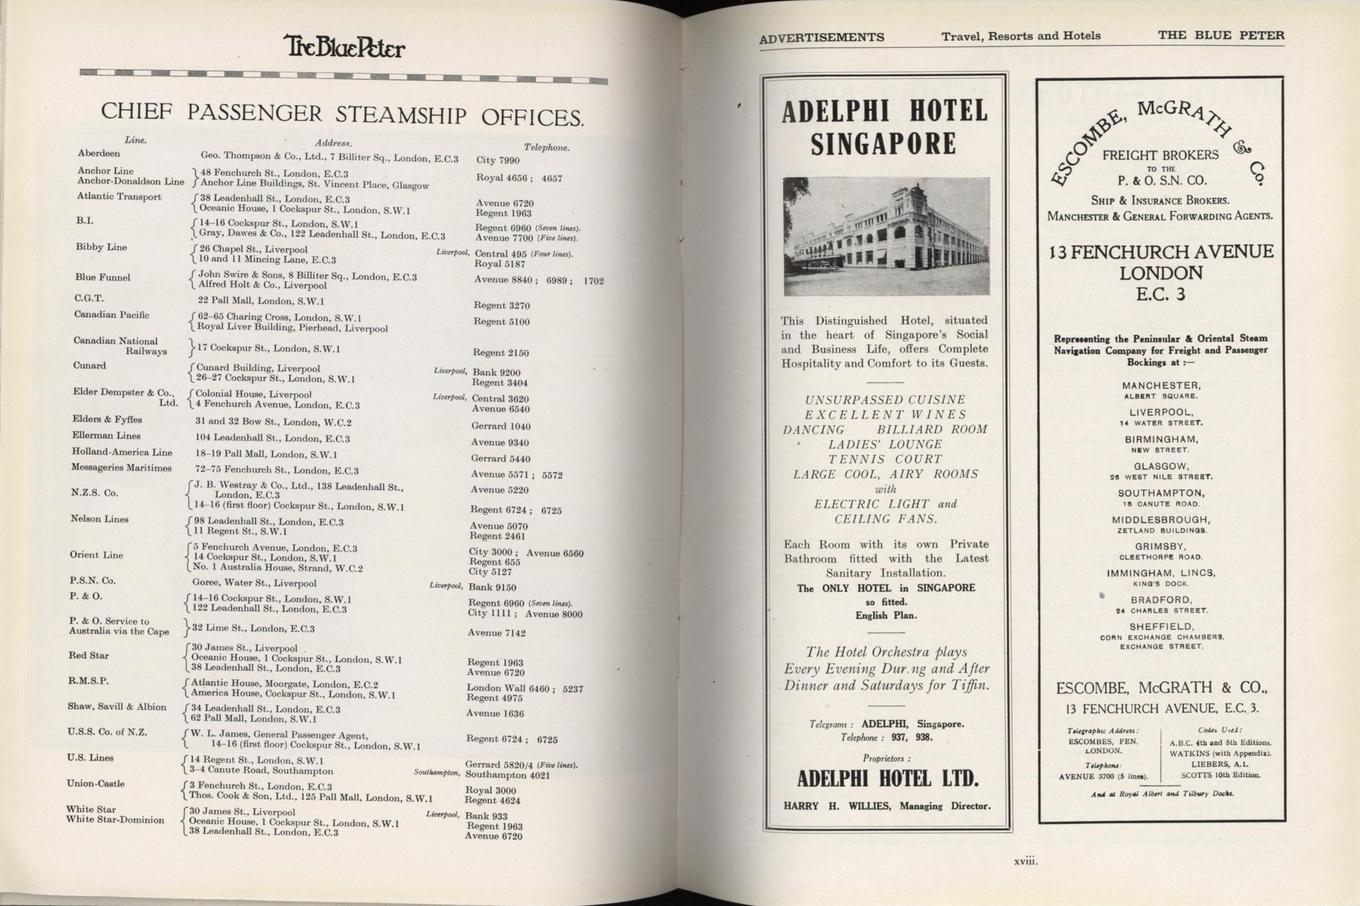 The Blue Peter
CHIEF PASSENGER STEAMSHIP OFFICES.
Line. Address. Telephone.
Aberdeen Geo. Thompson & Co., Ltd., 7 Billiter Sq., London, E.C.3 City 7990
Anchor Line 48 Fenchurch St., London, E.C.3
Anchor-Donaldson Line Anchor Line Buildings, St. Vincent Place, Glasgow Royal 4656 ; 4657
Atlantic Transport 38 Leadenhall St., London, E.C.3 Avenue 6720
Oceanic House, 1 Cockspur St., London, S.W.1 Regent 1963
B.I. 14-16 Cockspur St., London, S.W.1 Regent 6960 (Seven lines).
Gray, Dawes & Co., 122 Leadenhall St., London, E.C.3 Avenue 7700 (Five lines).
Bibby Line 26 Chapel St., Liverpool Liverpool, Central 495 (Four lines).
10 and 11 Mincing Lane, E.C.3 Royal 5187
Blue Funnel John Swire & Sons, 8 Billiter Sq., London, E.C.3 Avenue 8840 ; 6989 ; 1702
Alfred Holt & Co., Liverpool
C.G.T. 22 Pall Mall, London, S.W.1 Regent 3270
Canadian Pacific 62-65 Charing Cross, London, S.W.1 Regent 5100
Royal Liver Building, Pierhead, Liverpool
Canadian National
Railways 17 Cockspur St., London, S.W.1 Regent 2150
Cunard Cunard Building, Liverpool Liverpool, Bank 9200
26-27 Cockspur St., London, S.W.1 Regent 3404
Elder Dempster & Co., Colonial House, Liverpool Liverpool, Central 3620
Ltd. 4 Fenchurch Avenue, London, E.C.3 Avenue 6540
Elders & Fyffes 31 and 32 Bow St., London, W.C.2 Gerrard 1040
Ellerman Lines 104 Leadenhall St., London, E.C.3 Avenue 9340
Holland-America Line 18-19 Pall Mall, London, S.W.1 Gerrard 5440
Messageries Maritimes 72-75 Fenchurch St., London, E.C.3 Avenue 5571 ; 5572
N.Z.S. Co. J. B. Westray & Co., Ltd., 138 Leadenhall St., Avenue 5220
London, E.C.3
14-16 (first floor) Cockspur St., London, S.W.1 Regent 6724 ; 6725
Nelson Lines 98 Leadenhall St., London, E.C.3 Avenue 5070
11 Regent St., S.W.1 Regent 2461
Orient Line 5 Fenchurch Avenue, London, E.C.3 City 3000 ; Avenue 6560
14 Cockspur St., London, S.W.1 Regent 655
No. 1 Australia House, Strand, W.C.2 City 5127
P.S.N. Co. Goree, Water St., Liverpool Liverpool, Bank 9150
P. & O. 14-16 Cockspur St., London, S.W.1 Regent 6960 (Seven lines).
122 Leadenhall St., London, E.C.3 City 1111 ; Avenue 8000
P. & O. Service to
Australia via the Cape 32 Lime St., London, E.C.3 Avenue 7142
Red Star 30 James St., Liverpool
Oceanic House, 1 Cockspur St., London, S.W.1 Regent 1963
38 Leadenhall St., London, E.C.3 Avenue 6720
R.M.S.P. Atlantic House, Moorgate, London, E.C.2 London Wall 6460 ; 5237
America House, Cockspur St., London, S.W.1 Regent 4975
Shaw, Savill & Albion 34 Leadenhall St., London, E.C.3 Avenue 1636
62 Pall Mall, London, S.W.1
U.S.S. Co. of N.Z. W. L. James, General Passenger Agent,
14-16 (first floor) Cockspur St., London, S.W.1 Regent 6724 ; 6725
U.S. Lines 14 Regent St., London, S.W.1 Gerrard 5820/4 (Five lines).
3-4 Canute Road, Southampton Southampton, Southampton 4021
Union-Castle 3 Fenchurch St., London, E.C.3 Royal 3000
Thos. Cook & Son, Ltd., 125 Pall Mall, London, S.W.1 Regent 4624
White Star 30 James St., Liverpool Liverpool, Bank 933
White Star-Dominion Oceanic House, 1 Cockspur St., London, S.W.1 Regent 1963
38 Leadenhall St., London, E.C.3 Avenue 6720
ADVERTISEMENTS Travel, Resorts and Hotels THE BLUE PETER
ADELPHI HOTEL
SINGAPORE
This Distinguished Hotel, situated
in the heart of Singapore's Social
and Business Life, offers Complete
Hospitality and Comfort to its Guests.
UNSURPASSED CUISINE
EXCELLENT WINES
DANCING BILLIARD ROOM
LADIES' LOUNGE
TENNIS COURT
LARGE COOL, AIRY ROOMS
with
ELECTRIC LIGHT and
CEILING FANS.
Each Room with its own Private
Bathroom fitted with the Latest
Sanitary Installation.
The ONLY HOTEL in SINGAPORE
so fitted.
English Plan.
The Hotel Orchestra plays
Every Evening During and After
Dinner and Saturdays for Tiffin.
Telegrams : ADELPHI, Singapore.
Telephone : 937, 938.
Proprietors :
ADELPHI HOTEL LTD.
HARRY H. WILLIES, Managing Director.
ESCOMBE, McGRATH & Co.
FREIGHT BROKERS
TO THE
P. & O. S.N. CO.
SHIP & INSURANCE BROKERS.
MANCHESTER & GENERAL FORWARDING AGENTS.
13 FENCHURCH AVENUE
LONDON
E.C. 3
Representing the Peninsular & Oriental Steam
Navigation Company for Freight and Passenger
Bookings at :—
MANCHESTER,
ALBERT SQUARE.
LIVERPOOL,
14 WATER STREET.
BIRMINGHAM,
NEW STREET.
GLASGOW,
25 WEST NILE STREET.
SOUTHAMPTON,
15 CANUTE ROAD.
MIDDLESBROUGH,
ZETLAND BUILDINGS.
GRIMSBY,
CLEETHORPE ROAD.
IMMINGHAM, LINCS,
KING'S DOCK.
BRADFORD,
24 CHARLES STREET.
SHEFFIELD,
CORN EXCHANGE CHAMBERS.
EXCHANGE STREET.
ESCOMBE, McGRATH & CO.,
13 FENCHURCH AVENUE, E.C. 3.
Telegraphic Address:
ESCOMBES, FEN.
LONDON.
Telephone:
AVENUE 3700 (5 lines).
Codes Used:
A.B.C. 4th and 5th Editions.
WATKINS (with Appendix).
LIEBERS, A.1.
SCOTTS 10th Edition.
And at Royal Albert and Tilbury Docks.
xviii.